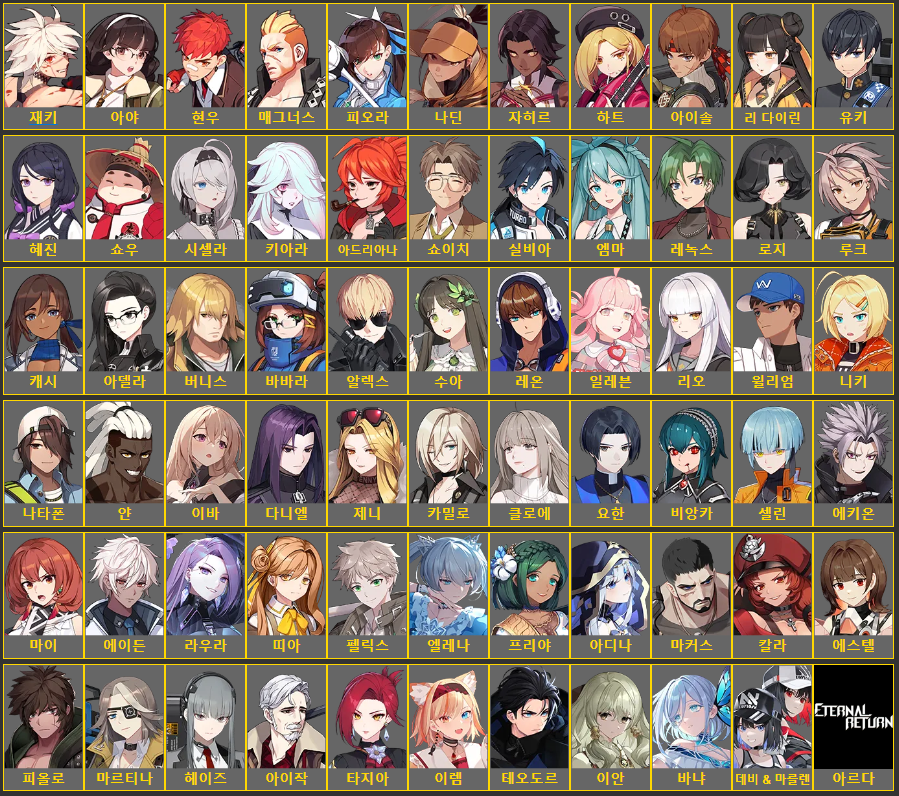 재키 아야 현우 매그너스 피오라 나딘 자히르 하트 아이솔 리 다이린 유키
혜진 쇼우 시셀라 키아라 아드리아나 쇼이치 실비아 엠마 레녹스 로지 루크
캐시 아델라 버니스 바바라 알렉스 수아 레온 일레븐 리오 윌리엄 니키
나타폰 얀 이바 다니엘 제니 카밀로 클로에 요한 비앙카 셀린 에키온
마이 에이든 라우라 띠아 펠릭스 엘레나 프리야 아디나 마커스 칼라 에스텔
피올로 마르티나 헤이즈 아이작 타지아 이렘 테오도르 이안 바냐 데비 & 마를렌 아르다
ETERNAL
RETURN